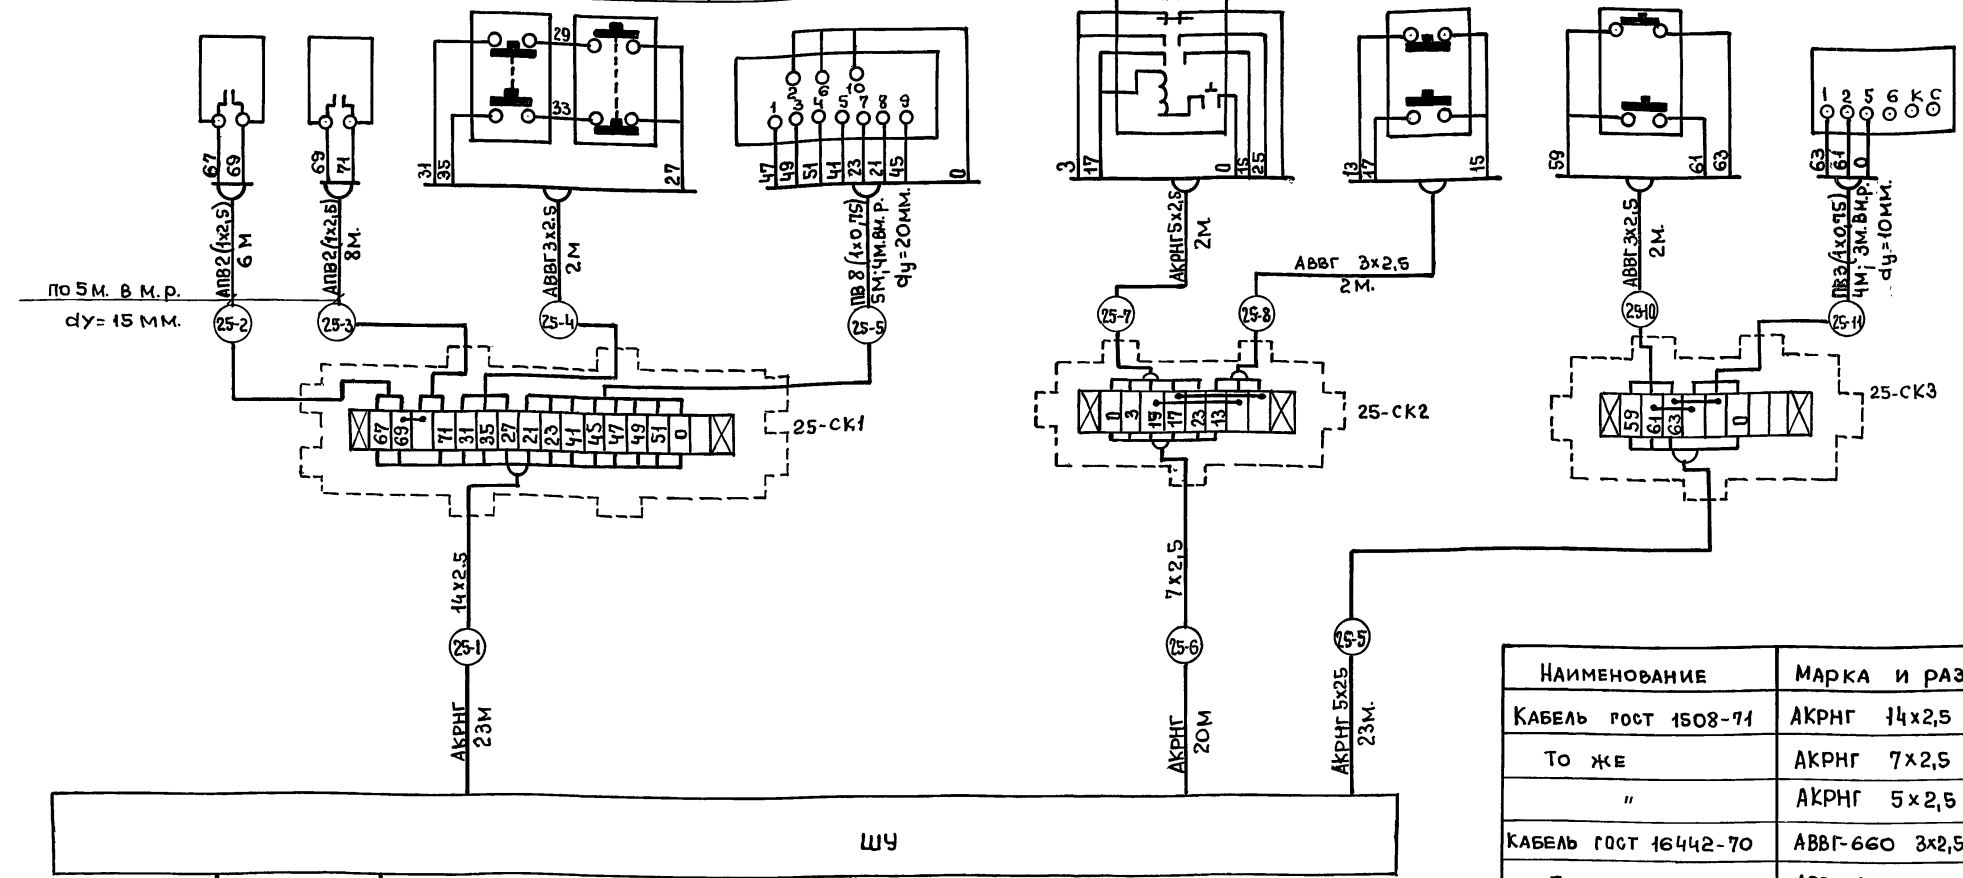 29
33
2 6 10
1 3 4 5 7 8 9
1 2 5 6 К С
67 69
69 71
31 35 27
47 49 51 41 23 21 45 0
3 17 0 15 25
13 17 15
59 61 63
63 61 0
АПВ2(1х2,5)
6 М
АПВ2(1х2,5)
8М.
АВВГ3х2.5
2М
ПВ 8 (1х0,75)
5М; 4М.ВМ.Р.
dу=20ММ.
АКРНГ5х2,5
2М.
АВВГ 3х2,5
2М.
АВВГ 3х2,5
2М.
ПВ3(1х0,75)
4М; 3М.ВМ.Р.
dу=10ММ.
ПО 5М. В М.Р.
dУ= 15 ММ.
25-2
25-3
25-4
25-5
25-7
25-8
25-10
25-11
67 69 71 31 35 27 21 23 41 45 47 49 51 0
25-СК1
0 3 15 17 23 13
25-СК2
59 61 63 0
25-СК3
14х2.5
7х2,5
25-1
25-6
25-5
АКРНГ
23М
АКРНГ
20М
АКРНГ 5х25
23М.
ШУ
НАИМЕНОВАНИЕ МАРКА И РАЗ
КАБЕЛЬ ГОСТ 1508-71 АКРНГ 14х2,5
ТО ЖЕ АКРНГ 7х2,5
" АКРНГ 5х2,5
КАБЕЛЬ ГОСТ 16442-70 АВВГ-660 3х2,5